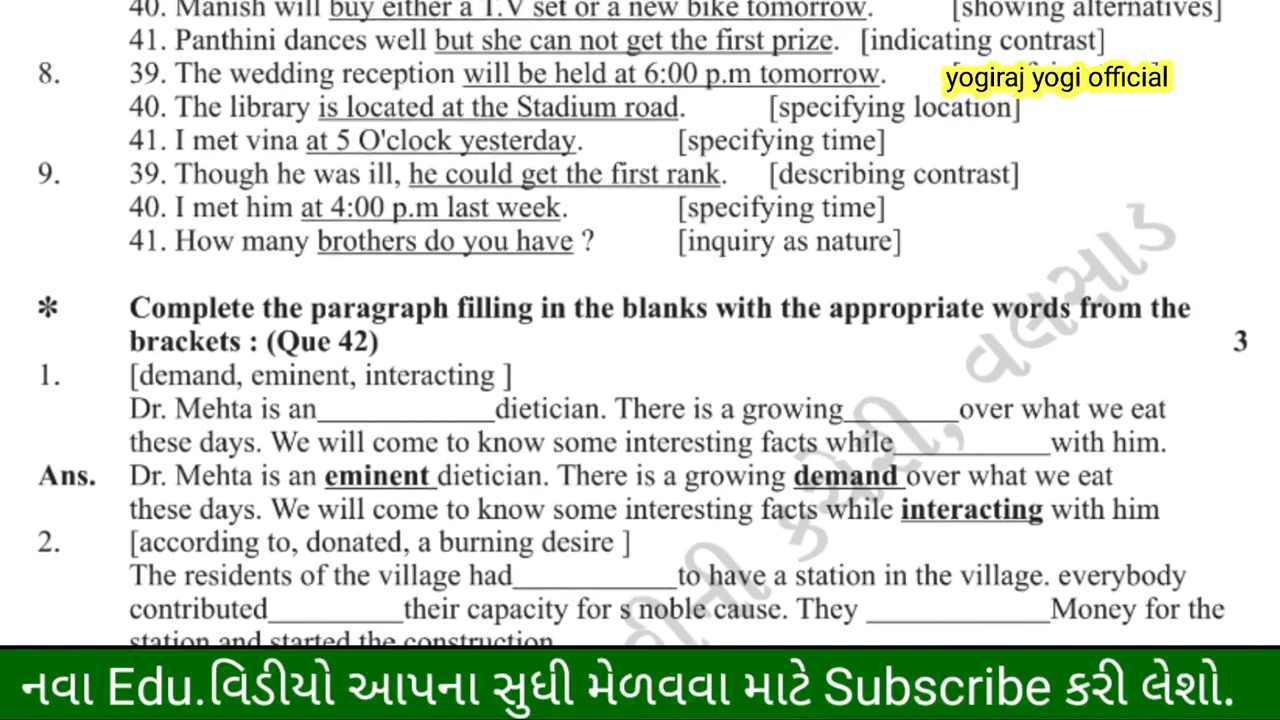 40. Manish will buy either a T.V set or a new bike tomorrow. [showing alternatives]
41. Panthini dances well but she can not get the first prize. [indicating contrast]
8. 39. The wedding reception will be held at 6:00 p.m tomorrow.
yogiraj yogi official
40. The library is located at the Stadium road. [specifying location]
41. I met vina at 5 O'clock yesterday. [specifying time]
9. 39. Though he was ill, he could get the first rank. [describing contrast]
40. I met him at 4:00 p.m last week. [specifying time]
41. How many brothers do you have ? [inquiry as nature]
* Complete the paragraph filling in the blanks with the appropriate words from the
brackets : (Que 42) 3
1. [demand, eminent, interacting ]
Dr. Mehta is an____________dietician. There is a growing________over what we eat
these days. We will come to know some interesting facts while___________with him.
Ans. Dr. Mehta is an eminent dietician. There is a growing demand over what we eat
these days. We will come to know some interesting facts while interacting with him
2. [according to, donated, a burning desire ]
The residents of the village had___________to have a station in the village. everybody
contributed_________their capacity for s noble cause. They ____________Money for the
station and started the construction
કચેરી, વલસાડ
નવા Edu.વિડીયો આપના સુધી મેળવવા માટે Subscribe કરી લેશો.